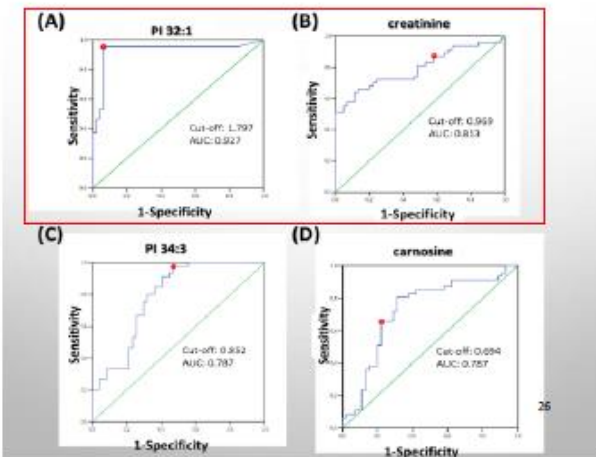 (A)
PI 32:1
Sensitivity
Cut-off: 1.797
AUC: 0.927
1-Specificity
(B)
creatinine
Sensitivity
Cut-off: 0.969
AUC: 0.813
1-Specificity
(C)
PI 34:3
Sensitivity
Cut-off: 0.852
AUC: 0.787
1-Specificity
(D)
carnosine
Sensitivity
Cut-off: 0.694
AUC: 0.787
1-Specificity
26